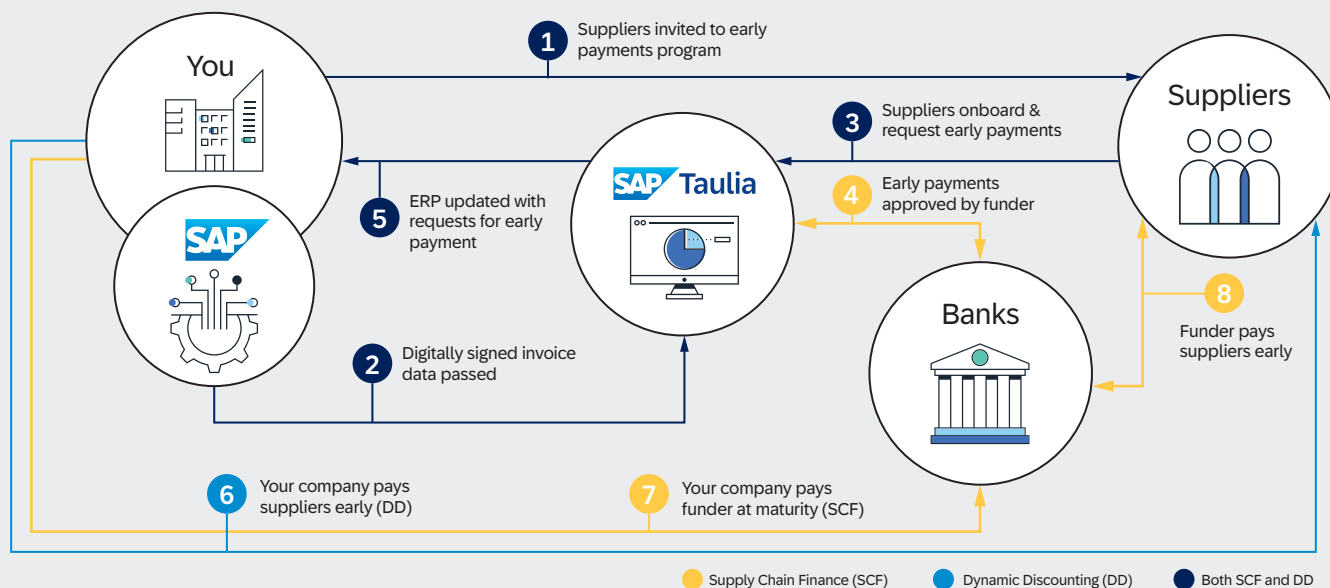 You
SAP
1
Suppliers invited to early
payments program
Suppliers
3
Suppliers onboard &
request early payments
SAP Taulia
4
Early payments
approved by funder
5
ERP updated with
requests for early
payment
Banks
8
Funder pays
suppliers early
2
Digitally signed invoice
data passed
6
Your company pays
suppliers early (DD)
7
Your company pays
funder at maturity (SCF)
Supply Chain Finance (SCF)
Dynamic Discounting (DD)
Both SCF and DD